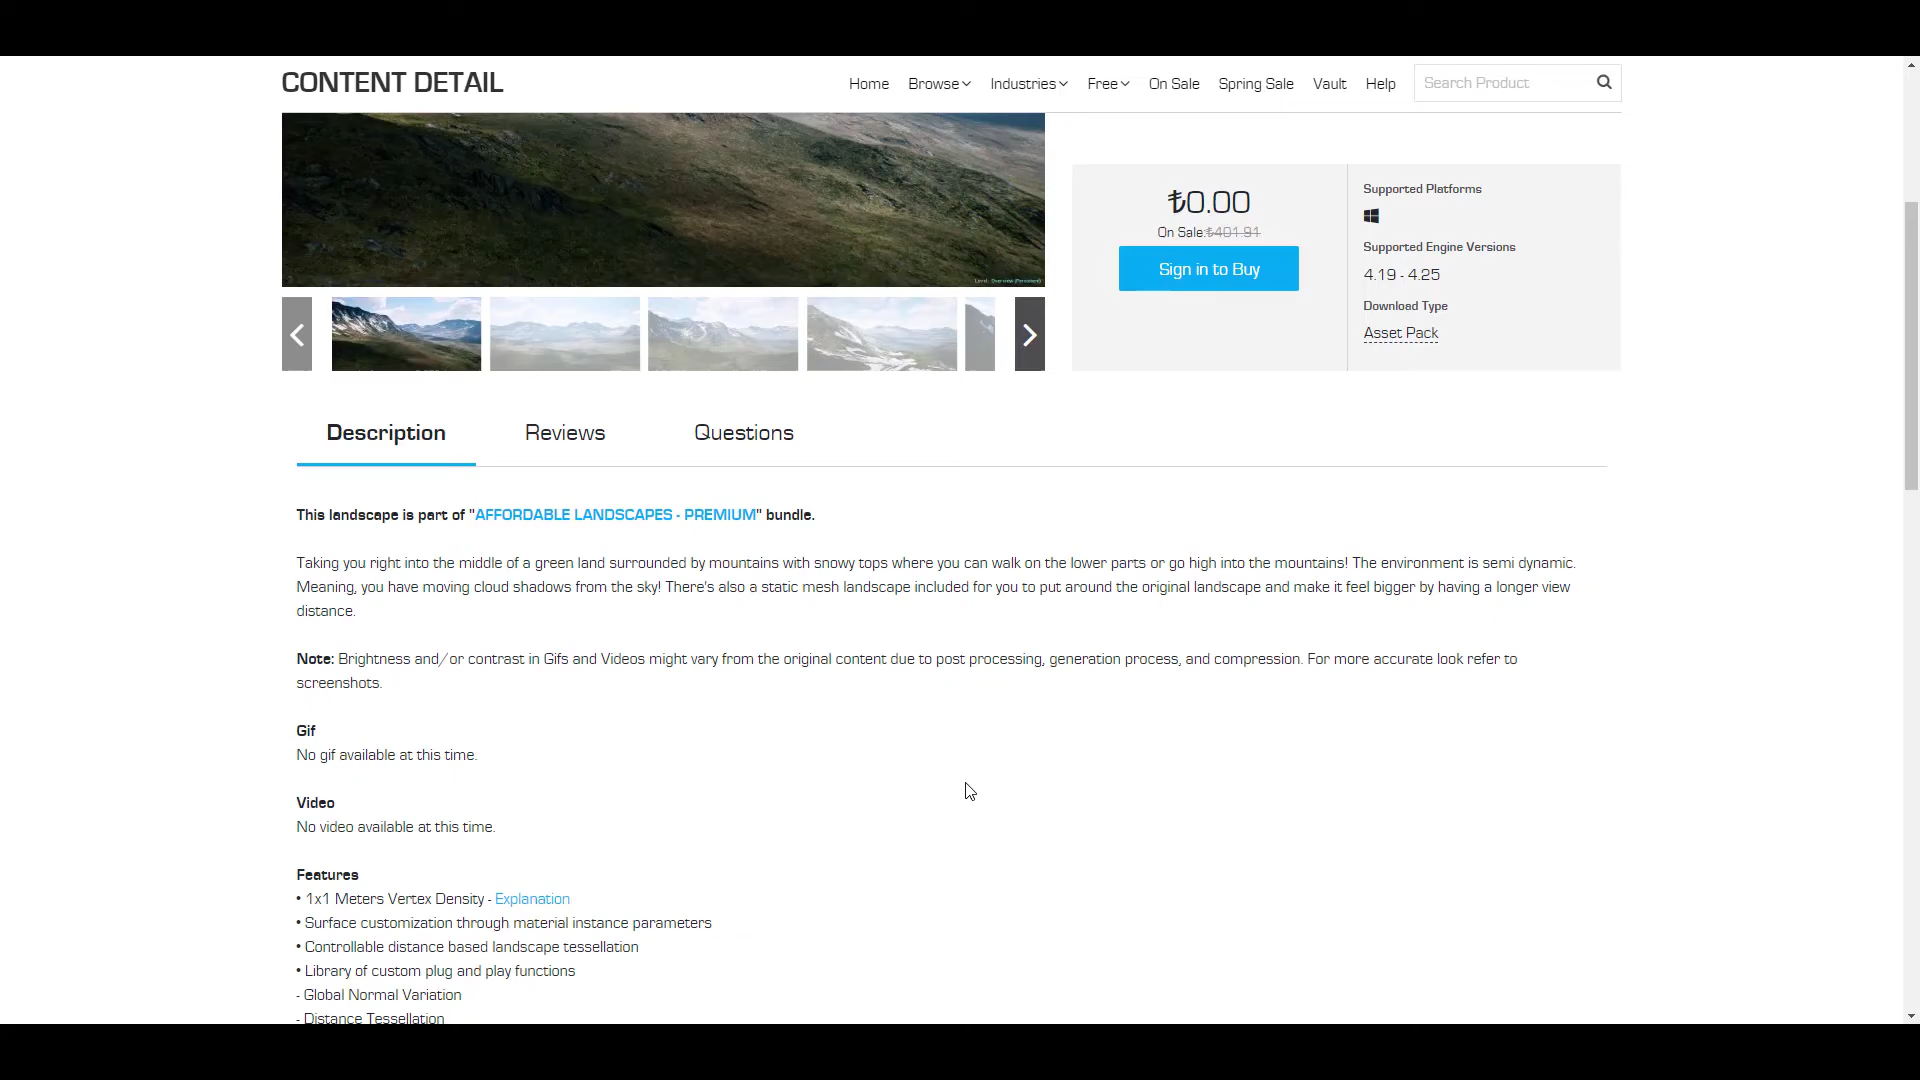 CONTENT DETAIL
Home Browse Industries Free On Sale Spring Sale Vault Help Search Product
₺0.00
On Sale:₺401.91
Sign in to Buy
Supported Platforms
Supported Engine Versions
4.19 - 4.25
Download Type
Asset Pack
Description Reviews Questions
This landscape is part of "AFFORDABLE LANDSCAPES - PREMIUM" bundle.
Taking you right into the middle of a green land surrounded by mountains with snowy tops where you can walk on the lower parts or go high into the mountains! The environment is semi dynamic.
Meaning, you have moving cloud shadows from the sky! There's also a static mesh landscape included for you to put around the original landscape and make it feel bigger by having a longer view
distance.
Note: Brightness and/or contrast in Gifs and Videos might vary from the original content due to post processing, generation process, and compression. For more accurate look refer to
screenshots.
Gif
No gif available at this time.
Video
No video available at this time.
Features
• 1x1 Meters Vertex Density - Explanation
• Surface customization through material instance parameters
• Controllable distance based landscape tessellation
• Library of custom plug and play functions
- Global Normal Variation
- Distance Tessellation